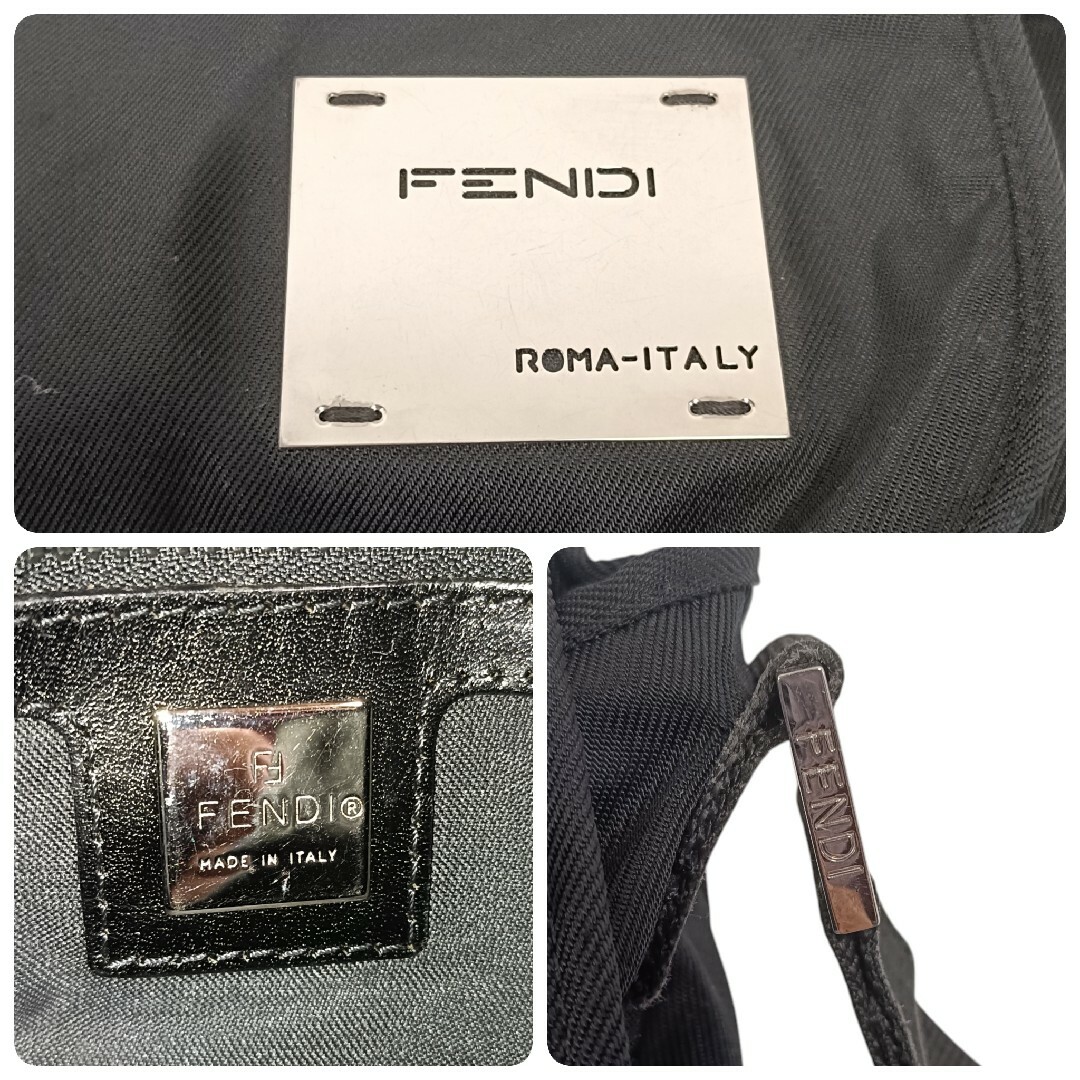 FENDI
ROMA-ITALY
FENDI®
MADE IN ITALY
FENDI